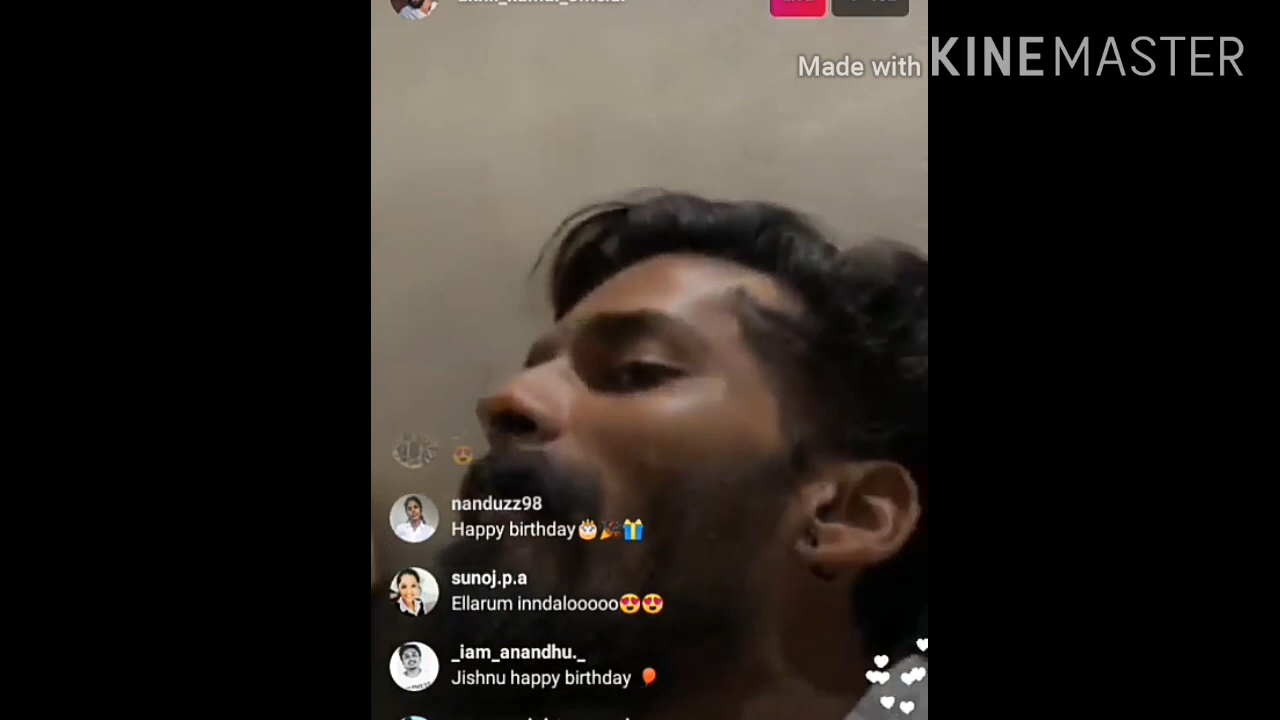 Made with KINEMASTER
nanduzz98
Happy birthday🎂🎉🎁
sunoj.p.a
Ellarum inndalooooo😍😍
_iam_anandhu._
Jishnu happy birthday 🎈